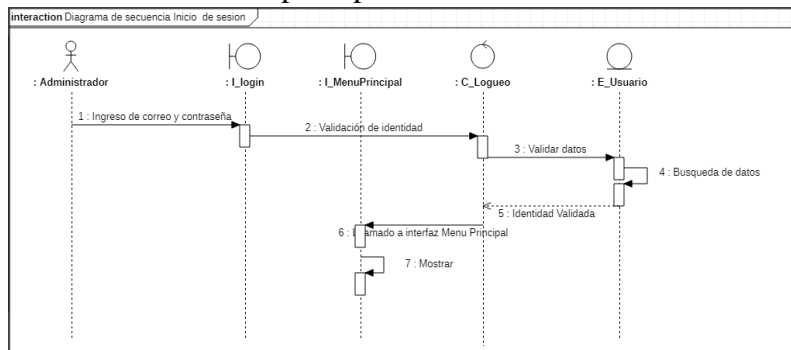 interaction Diagrama de secuencia Inicio de sesion
: Administrador
: I_login
: I_MenuPrincipal
: C_Logueo
: E_Usuario
1 : Ingreso de correo y contraseña
2 : Validación de identidad
3 : Validar datos
4 : Busqueda de datos
5 : Identidad Validada
6 : Llamado a interfaz Menu Principal
7 : Mostrar